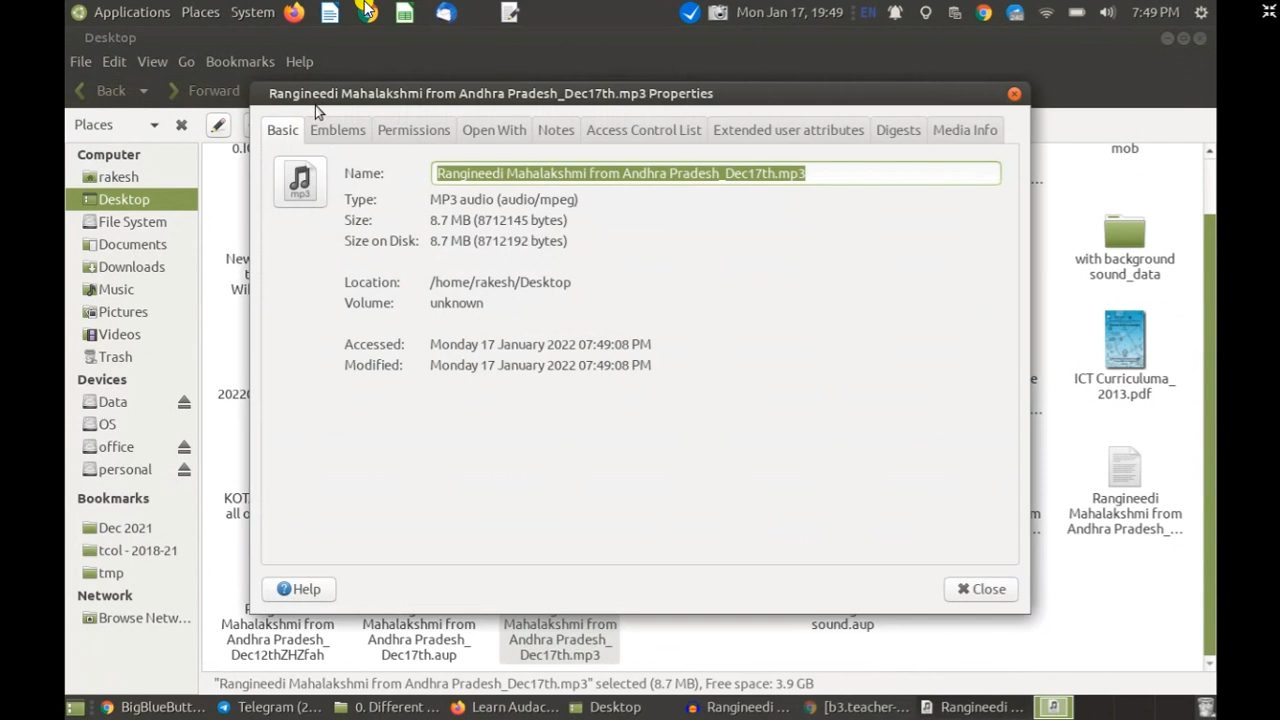 Applications Places System Mon Jan 17, 19:49 EN 7:49 PM
Desktop
File Edit View Go Bookmarks Help
Back Forward
Rangineedi Mahalakshmi from Andhra Pradesh_Dec17th.mp3 Properties
Places
Basic Emblems Permissions Open With Notes Access Control List Extended user attributes Digests Media Info
Computer
rakesh
Desktop
File System
Documents
Downloads
Music
Pictures
Videos
Trash
Devices
Data
OS
office
personal
Bookmarks
Dec 2021
tcol - 2018-21
tmp
Network
Browse Netw...
mp3
Name: Rangineedi Mahalakshmi from Andhra Pradesh_Dec17th.mp3
Type: MP3 audio (audio/mpeg)
Size: 8.7 MB (8712145 bytes)
Size on Disk: 8.7 MB (8712192 bytes)
Location: /home/rakesh/Desktop
Volume: unknown
Accessed: Monday 17 January 2022 07:49:08 PM
Modified: Monday 17 January 2022 07:49:08 PM
Help Close
mob
with background
sound_data
ICT Curriculuma_
2013.pdf
Rangineedi
Mahalakshmi from
Andhra Pradesh_...
Mahalakshmi from
Andhra Pradesh_
Dec12thZHZfah
Mahalakshmi from
Andhra Pradesh_
Dec17th.aup
Mahalakshmi from
Andhra Pradesh_
Dec17th.mp3
sound.aup
"Rangineedi Mahalakshmi from Andhra Pradesh_Dec17th.mp3" selected (8.7 MB), Free space: 3.9 GB
BigBlueButt... Telegram (2... 0. Different ... Learn Audac... Desktop Rangineedi ... [b3.teacher-... Rangineedi ...